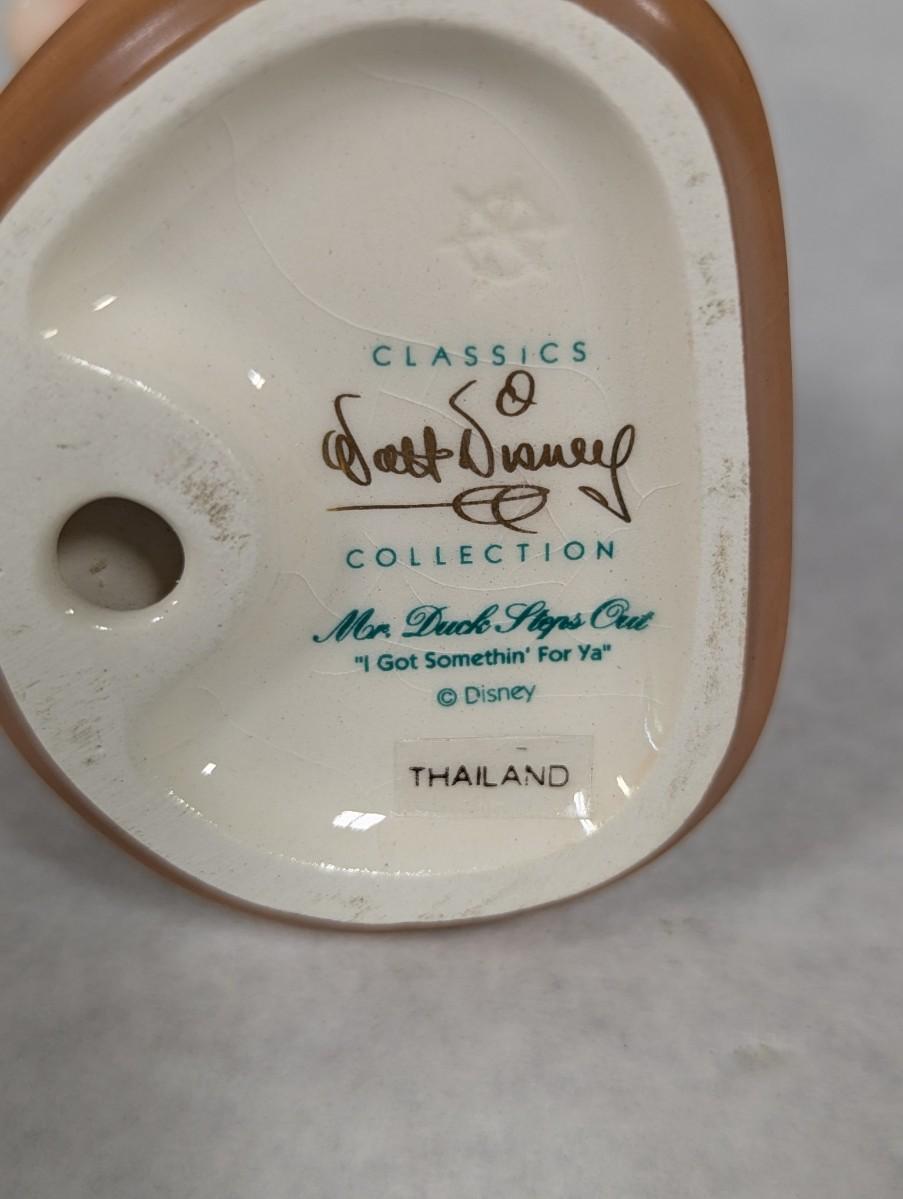 CLASSICS
Walt Disney
COLLECTION
Mr. Duck Steps Out
"I Got Somethin' For Ya"
© Disney
THAILAND